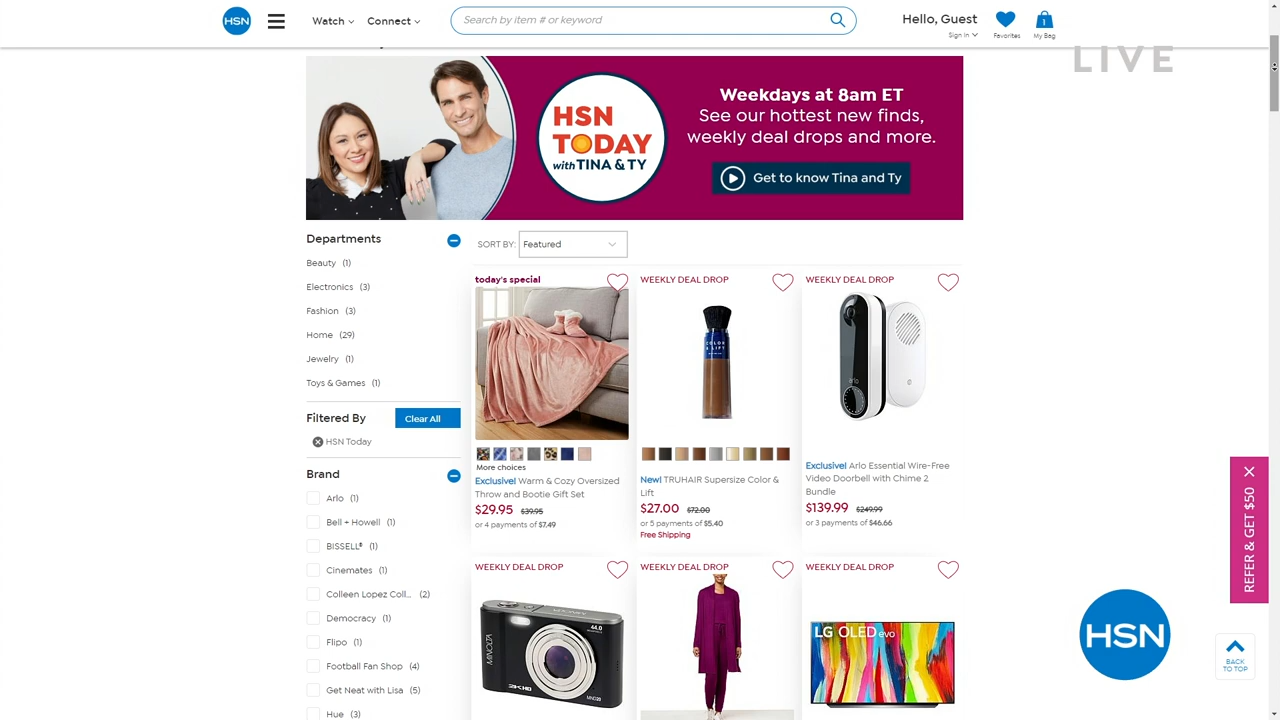 HSN
Watch
Connect
Search by item # or keyword
Hello, Guest
Sign In
Favorites
1
My Bag
LIVE
HSN
TODAY
with TINA & TY
Weekdays at 8am ET
See our hottest new finds,
weekly deal drops and more.
Get to know Tina and Ty
Departments
Beauty (1)
Electronics (3)
Fashion (3)
Home (29)
Jewelry (1)
Toys & Games (1)
Filtered By
Clear All
HSN Today
Brand
Arlo (1)
Bell + Howell (1)
BISSELL® (1)
Cinemates (1)
Colleen Lopez Coll... (2)
Democracy (1)
Flipo (1)
Football Fan Shop (4)
Get Neat with Lisa (5)
Hue (3)
SORT BY:
Featured
today's special
More choices
Exclusive! Warm & Cozy Oversized
Throw and Bootie Gift Set
$29.95 $39.95
or 4 payments of $7.49
WEEKLY DEAL DROP
COLOR
& LIFT
New! TRUHAIR Supersize Color &
Lift
$27.00 $72.00
or 5 payments of $5.40
Free Shipping
WEEKLY DEAL DROP
arlo
Exclusive! Arlo Essential Wire-Free
Video Doorbell with Chime 2
Bundle
$139.99 $249.99
or 3 payments of $46.66
WEEKLY DEAL DROP
MINOLTA
WEEKLY DEAL DROP
WEEKLY DEAL DROP
LG OLED evo
REFER & GET $50
HSN
BACK
TO TOP